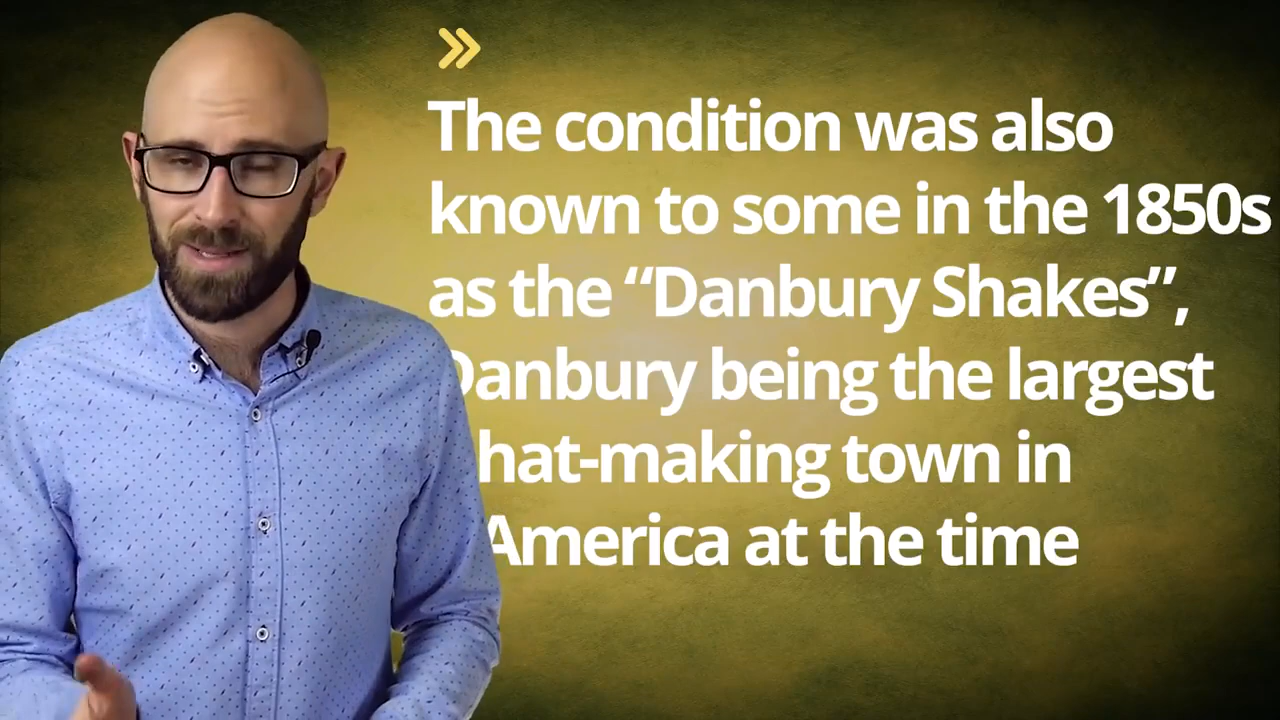 The condition was also
known to some in the 1850s
as the “Danbury Shakes”,
Danbury being the largest
hat-making town in
America at the time